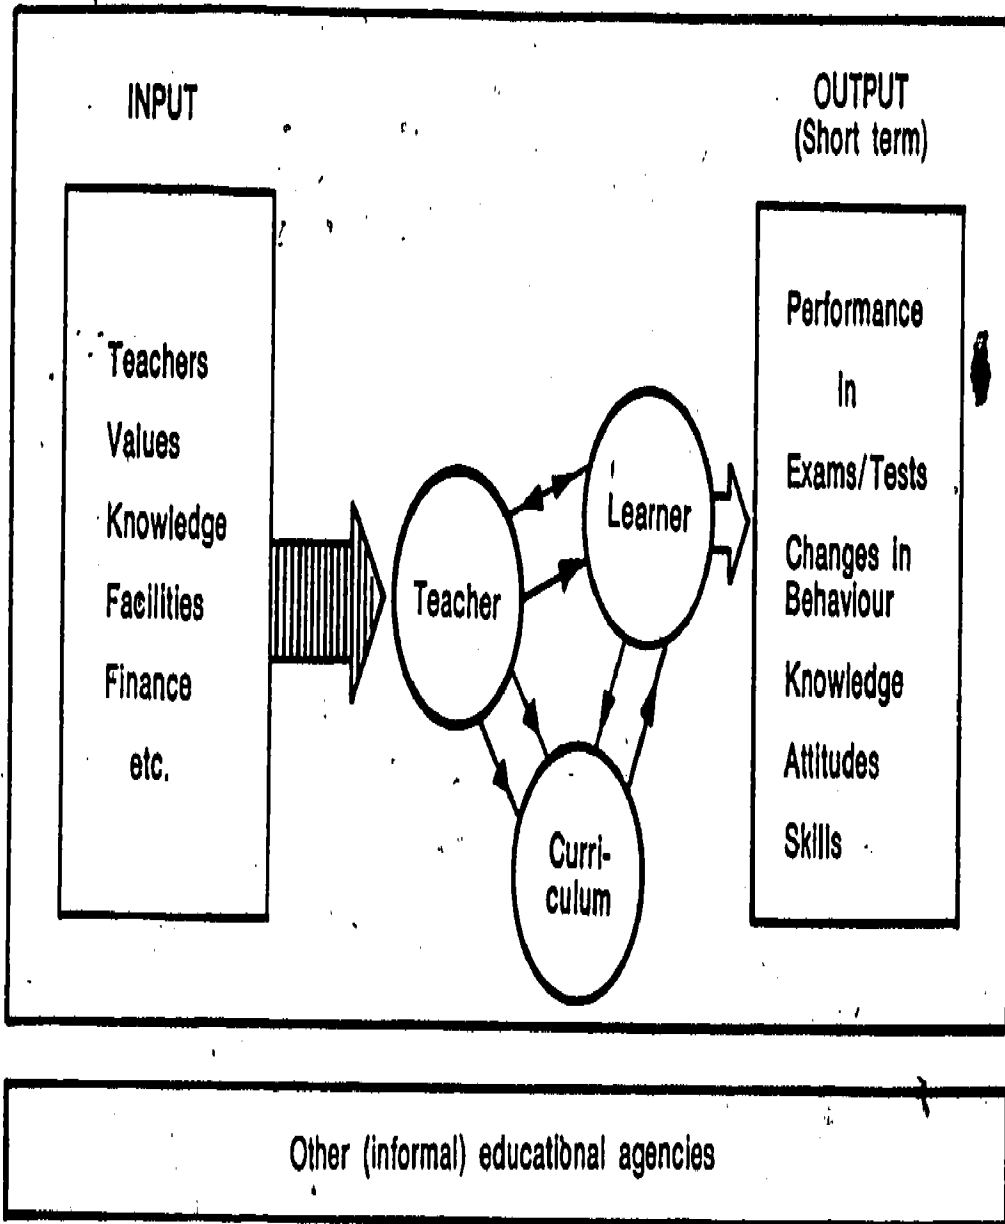 INPUT
Teachers
Values
Knowledge
Facilities
Finance
etc.
Teacher
Learner
Curri-
culum
OUTPUT
(Short term)
Performance
in
Exams/Tests
Changes in
Behaviour
Knowledge
Attitudes
Skills
Other (informal) educational agencies